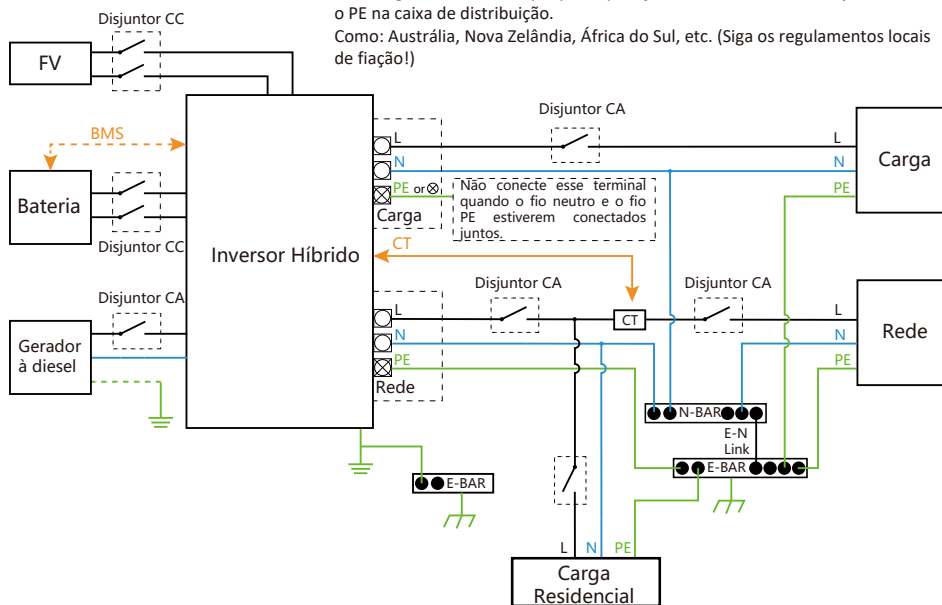 o PE na caixa de distribuição.
Como: Austrália, Nova Zelândia, África do Sul, etc. (Siga os regulamentos locais
de fiação!)
Disjuntor CC
FV
BMS
Bateria
Disjuntor CC
Disjuntor CA
Gerador
à diesel
Inversor Híbrido
L
N
PE or
Carga
Não conecte esse terminal
quando o fio neutro e o fio
PE estiverem conectados
juntos.
Disjuntor CA
L
N
PE
Carga
CT
Disjuntor CA
CT
Disjuntor CA
L
N
PE
Rede
L
N
PE
Rede
N-BAR
E-N
Link
E-BAR
E-BAR
L
N
PE
Carga
Residencial